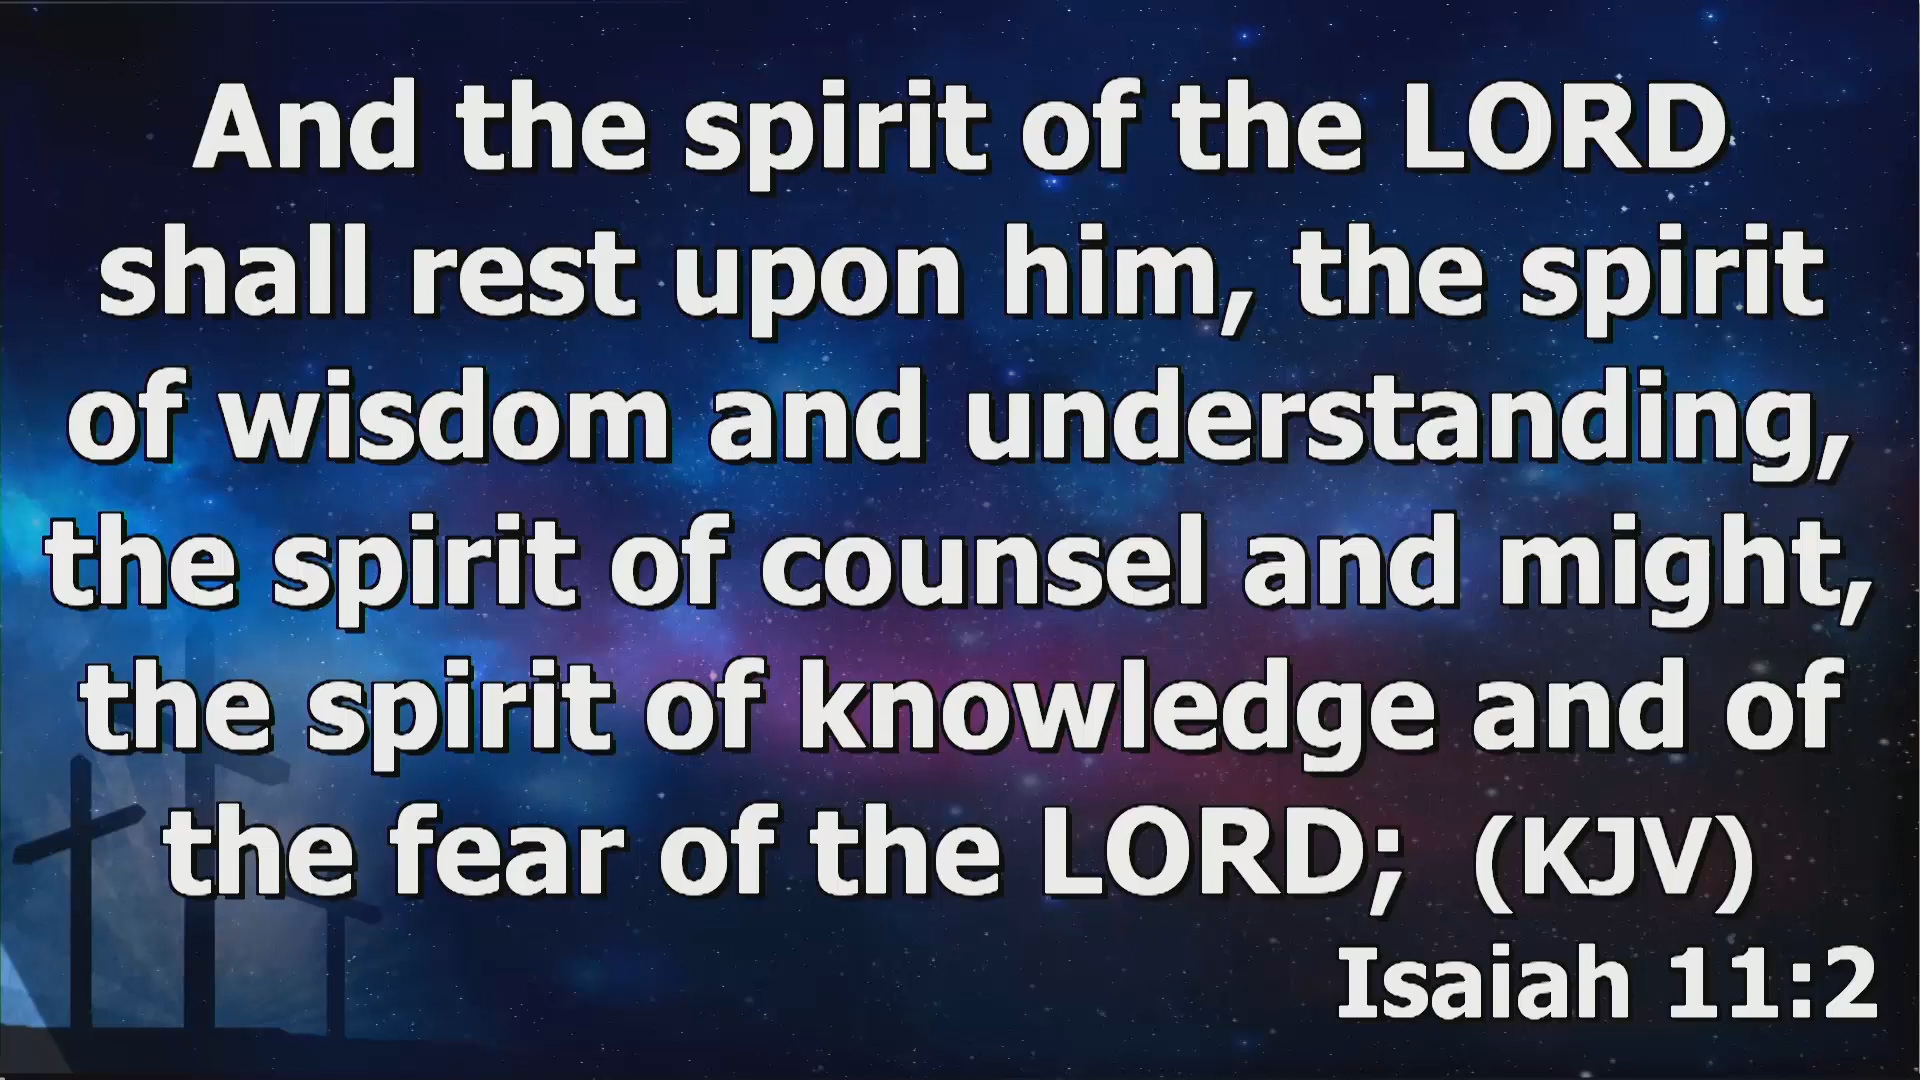 And the spirit of the LORD
shall rest upon him, the spirit
of wisdom and understanding,
the spirit of counsel and might,
the spirit of knowledge and of
the fear of the LORD;  (KJV)
Isaiah 11:2